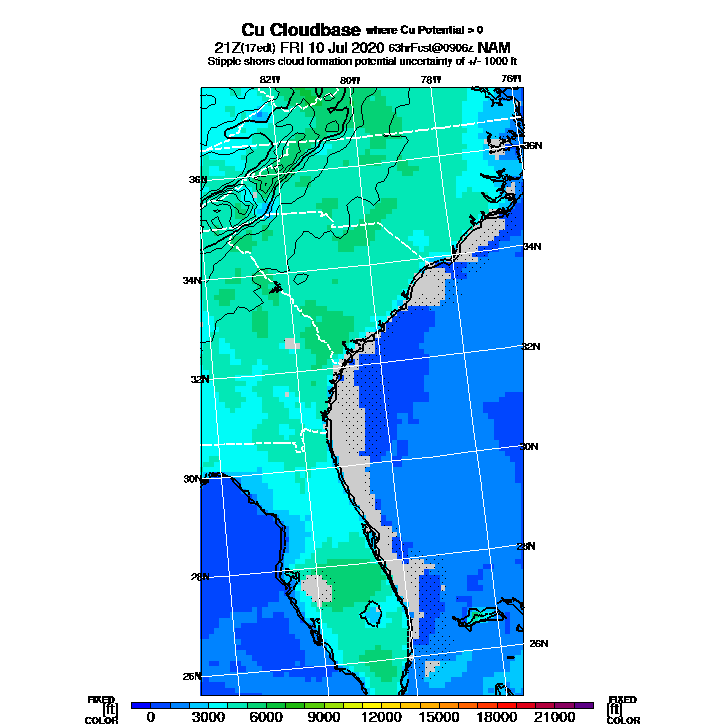 Cu Cloudbase where Cu Potential > 0
21Z(17edt) FRI 10 Jul 2020 63hrFcst@0906z NAM
Stipple shows cloud formation potential uncertainty of +/- 1000 ft
82W 80W 78W 76W
36N
36N
34N
34N
32N
32N
30N
30N
28N
28N
26N
26N
FIXED FIXED
[ft] [ft]
COLOR 0 3000 6000 9000 12000 15000 18000 21000 COLOR